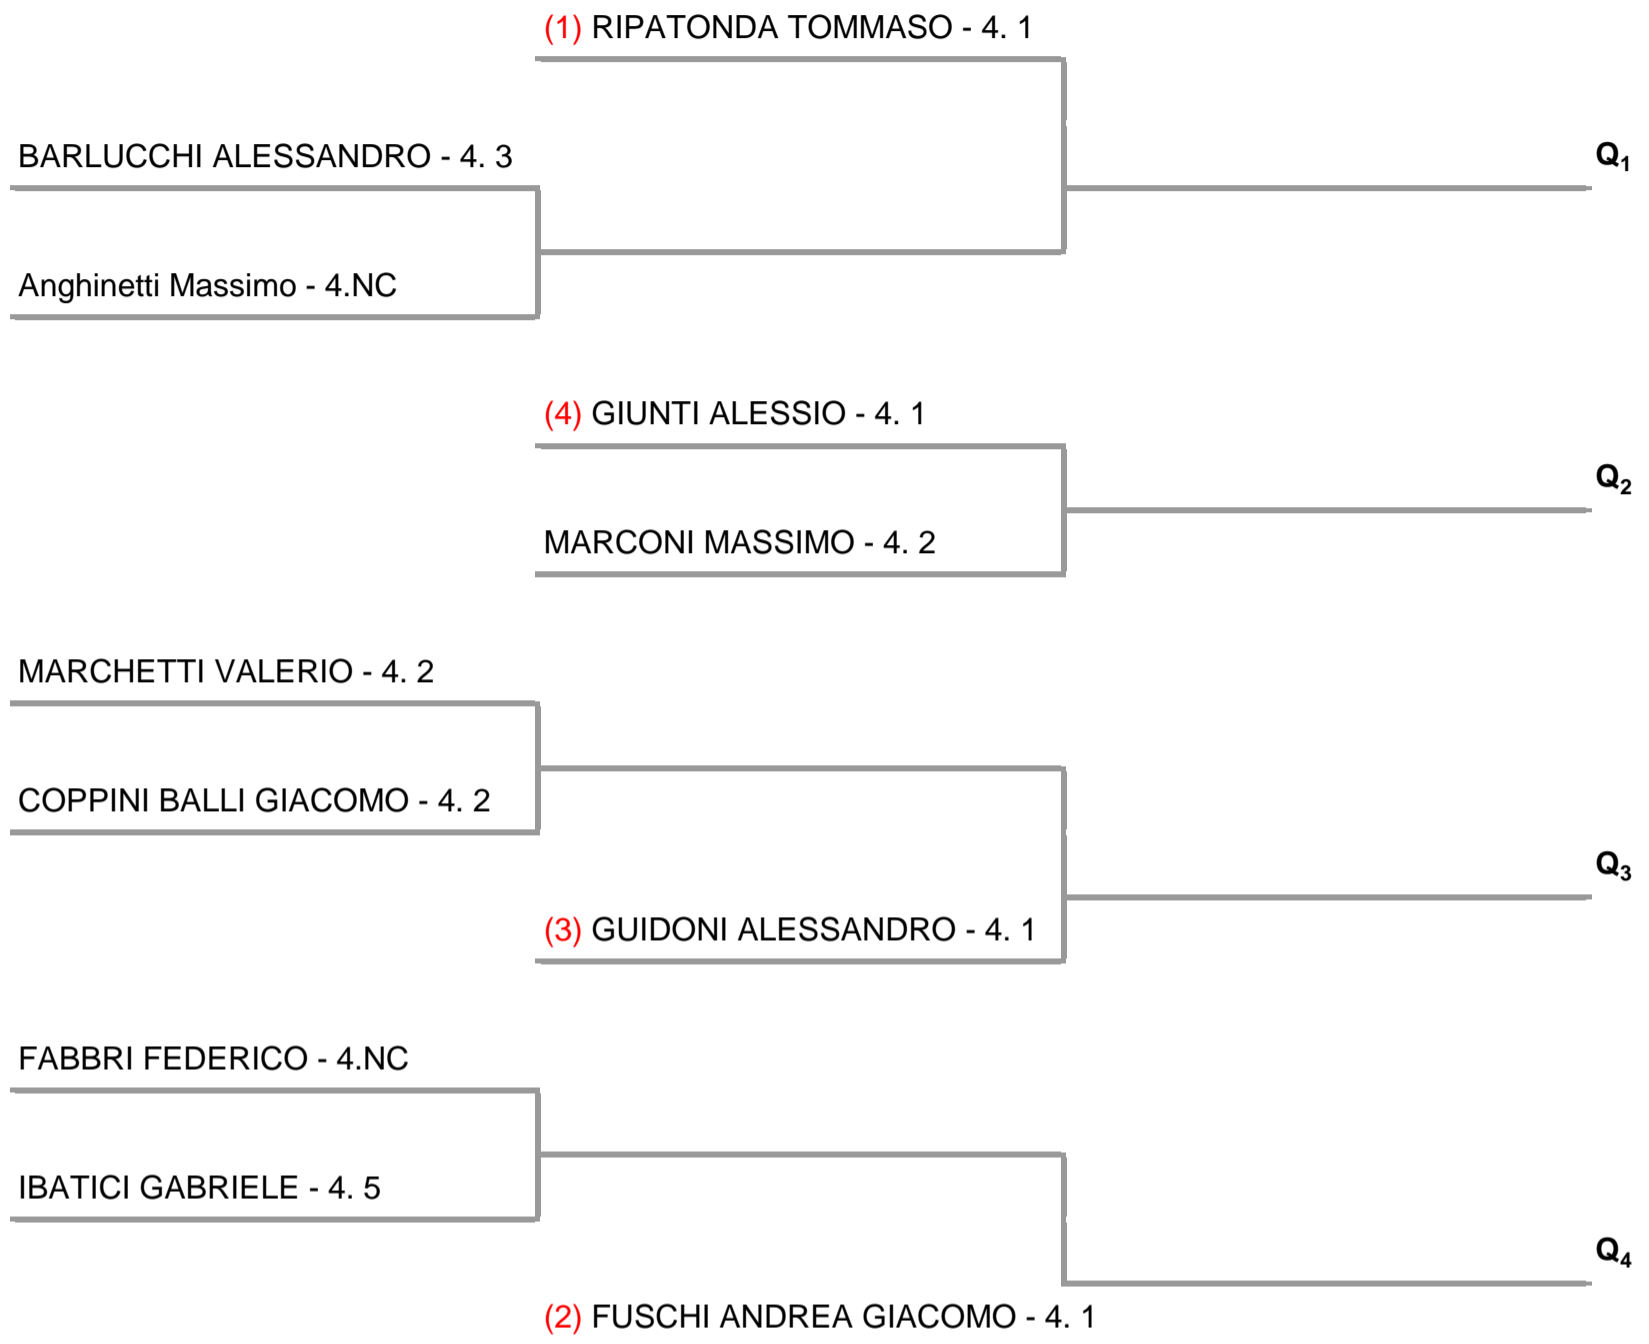 (1) RIPATONDA TOMMASO - 4. 1
BARLUCCHI ALESSANDRO - 4. 3
Q1
Anghinetti Massimo - 4.NC
(4) GIUNTI ALESSIO - 4. 1
Q2
MARCONI MASSIMO - 4. 2
MARCHETTI VALERIO - 4. 2
COPPINI BALLI GIACOMO - 4. 2
Q3
(3) GUIDONI ALESSANDRO - 4. 1
FABBRI FEDERICO - 4.NC
IBATICI GABRIELE - 4. 5
Q4
(2) FUSCHI ANDREA GIACOMO - 4. 1